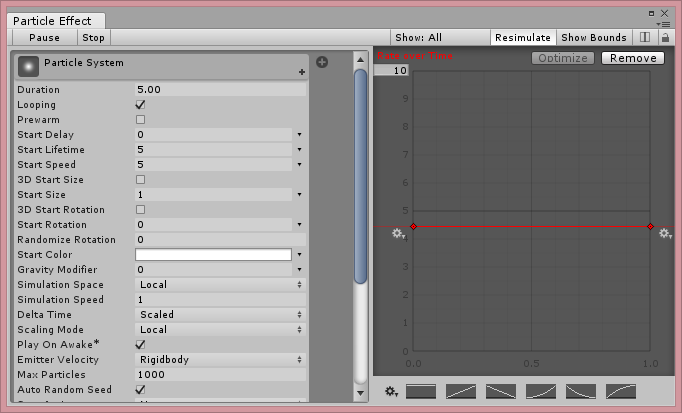 Particle Effect
Pause Stop Show: All Resimulate Show Bounds
Particle System
Duration 5.00
Looping
Prewarm
Start Delay 0
Start Lifetime 5
Start Speed 5
3D Start Size
Start Size 1
3D Start Rotation
Start Rotation 0
Randomize Rotation 0
Start Color
Gravity Modifier 0
Simulation Space Local
Simulation Speed 1
Delta Time Scaled
Scaling Mode Local
Play On Awake*
Emitter Velocity Rigidbody
Max Particles 1000
Auto Random Seed
Rate over Time
Optimize Remove
10
9
8
7
6
5
4
3
2
1
0
0.0 0.5 1.0